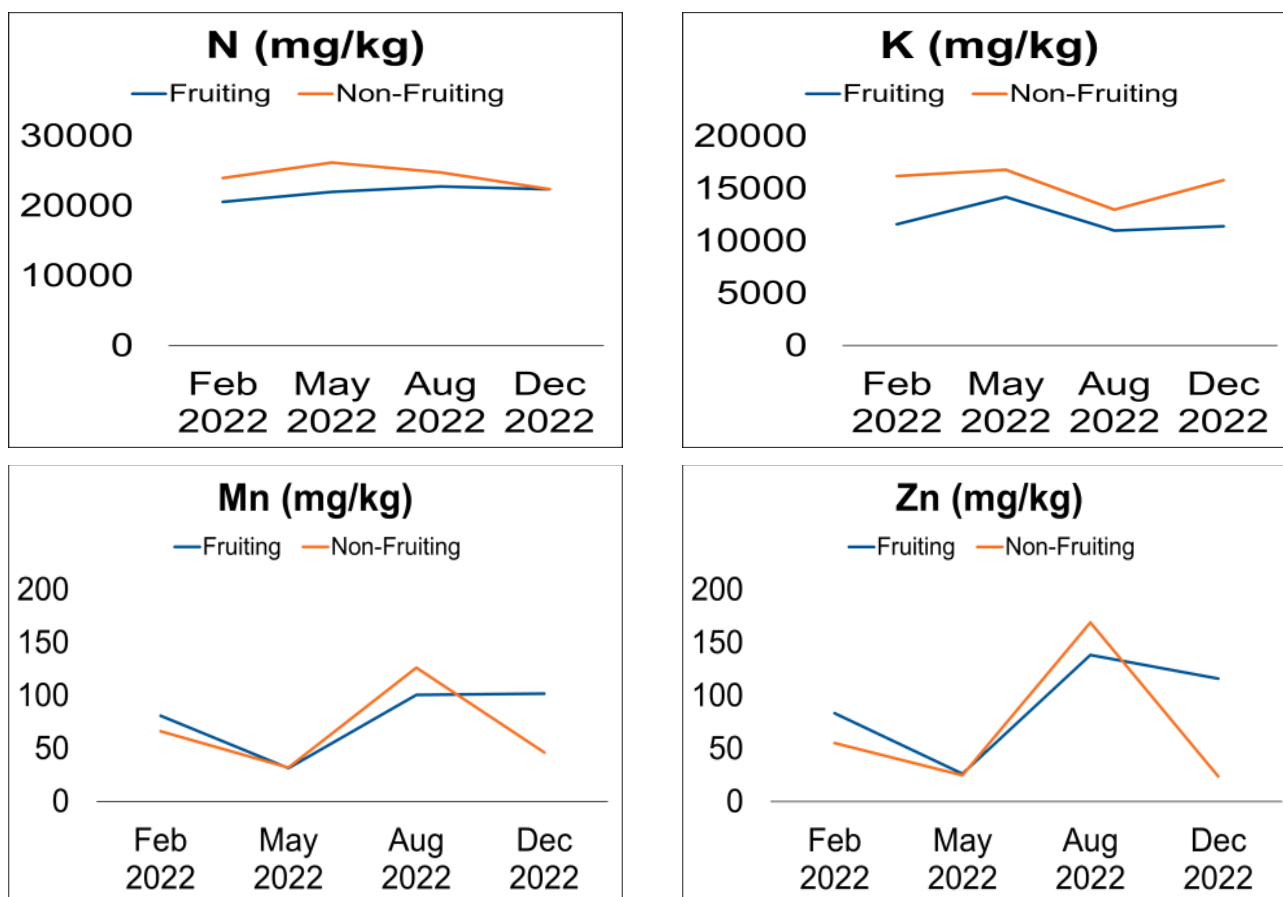 N (mg/kg)
Fruiting Non-Fruiting
30000
20000
10000
0
Feb May Aug Dec
2022 2022 2022 2022
K (mg/kg)
Fruiting Non-Fruiting
20000
15000
10000
5000
0
Feb May Aug Dec
2022 2022 2022 2022
Mn (mg/kg)
Fruiting Non-Fruiting
200
150
100
50
0
Feb May Aug Dec
2022 2022 2022 2022
Zn (mg/kg)
Fruiting Non-Fruiting
200
150
100
50
0
Feb May Aug Dec
2022 2022 2022 2022